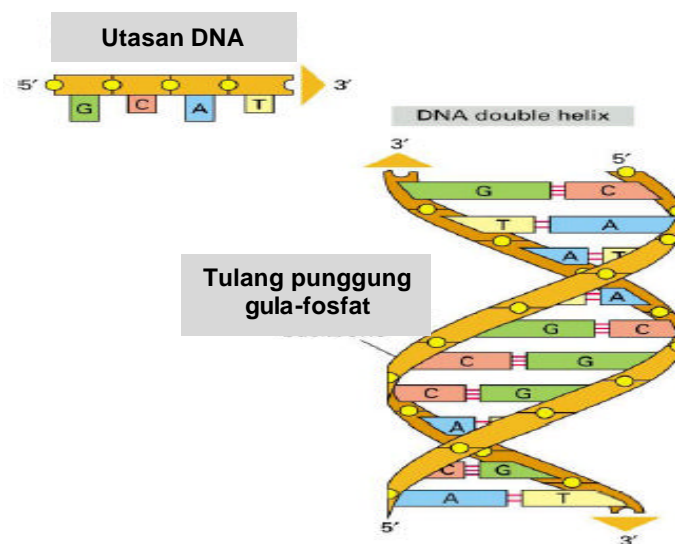 Utasan DNA
5′ 3′
G C A T
DNA double helix
3′ 5′
G C
T A
A T
A
Tulang punggung
gula-fosfat
G C
C G
C G
A
C G
A T
5′
3′